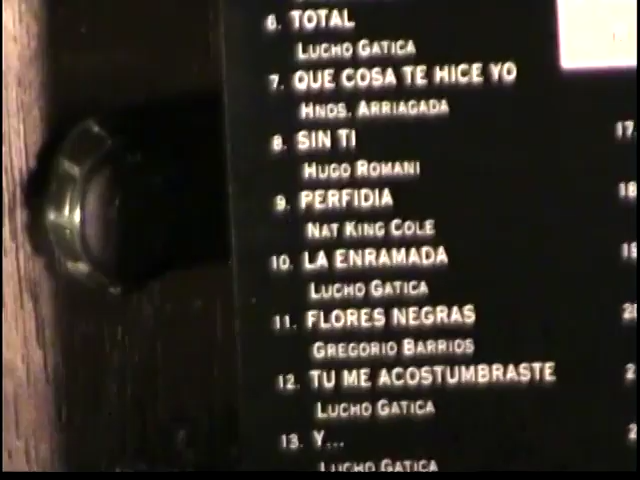 6. TOTAL
LUCHO GATICA
7. QUE COSA TE HICE YO
HNOS. ARRIAGADA
8. SIN TI
HUGO ROMANI
9. PERFIDIA
NAT KING COLE
10. LA ENRAMADA
LUCHO GATICA
11. FLORES NEGRAS
GREGORIO BARRIOS
12. TU ME ACOSTUMBRASTE
LUCHO GATICA
13. Y...
LUCHO GATICA
17
18